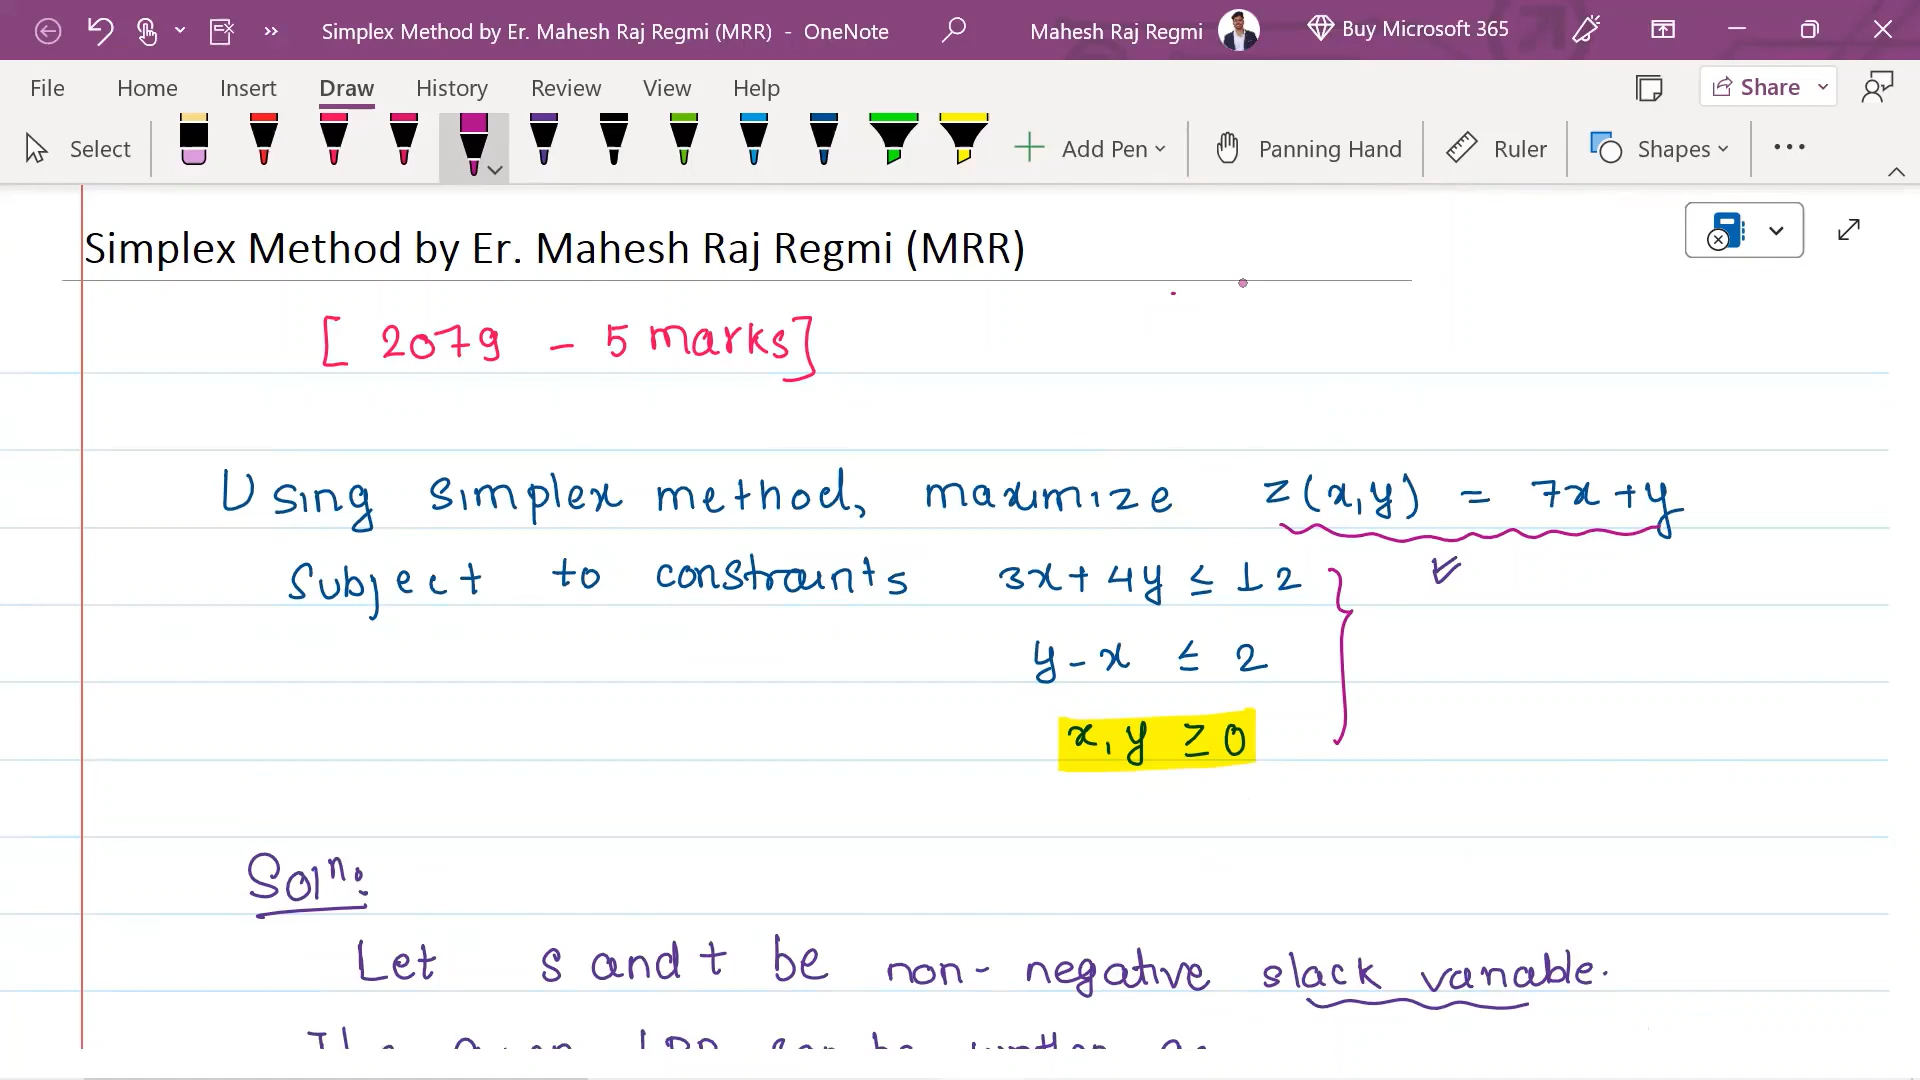 Simplex Method by Er. Mahesh Raj Regmi (MRR) - OneNote
Mahesh Raj Regmi
Buy Microsoft 365
File Home Insert Draw History Review View Help
Share
Select
Add Pen
Panning Hand
Ruler
Shapes
Simplex Method by Er. Mahesh Raj Regmi (MRR)
[ 2079 - 5 marks]
Using simplex method, maximize z(x,y) = 7x+y
Subject to constraints 3x+4y ≤ 12
y-x ≤ 2
x, y ≥ 0
Solⁿ:
Let s and t be non-negative slack variable.